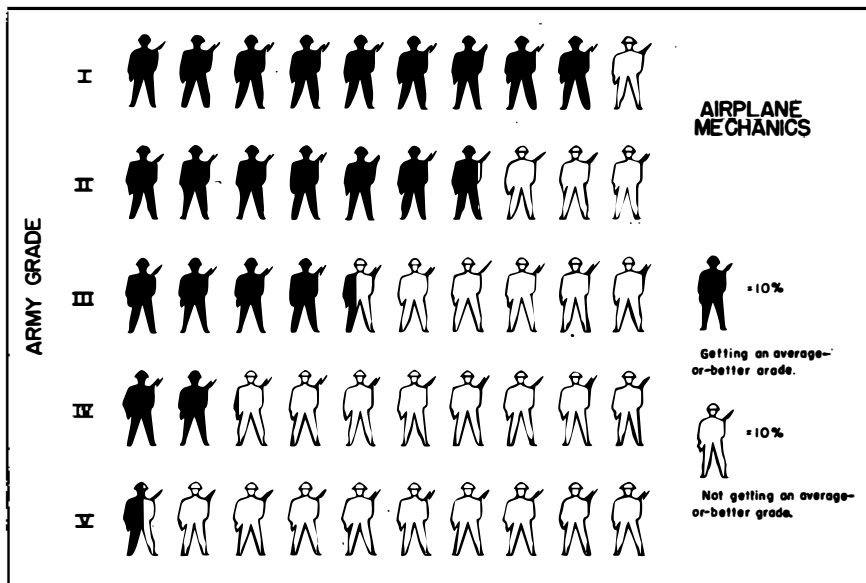 ARMY GRADE
I
II
III
IV
V
AIRPLANE
MECHANICS
=10%
Getting an average-
or-better arade.
=10%
Not getting an average-
or-better grade.